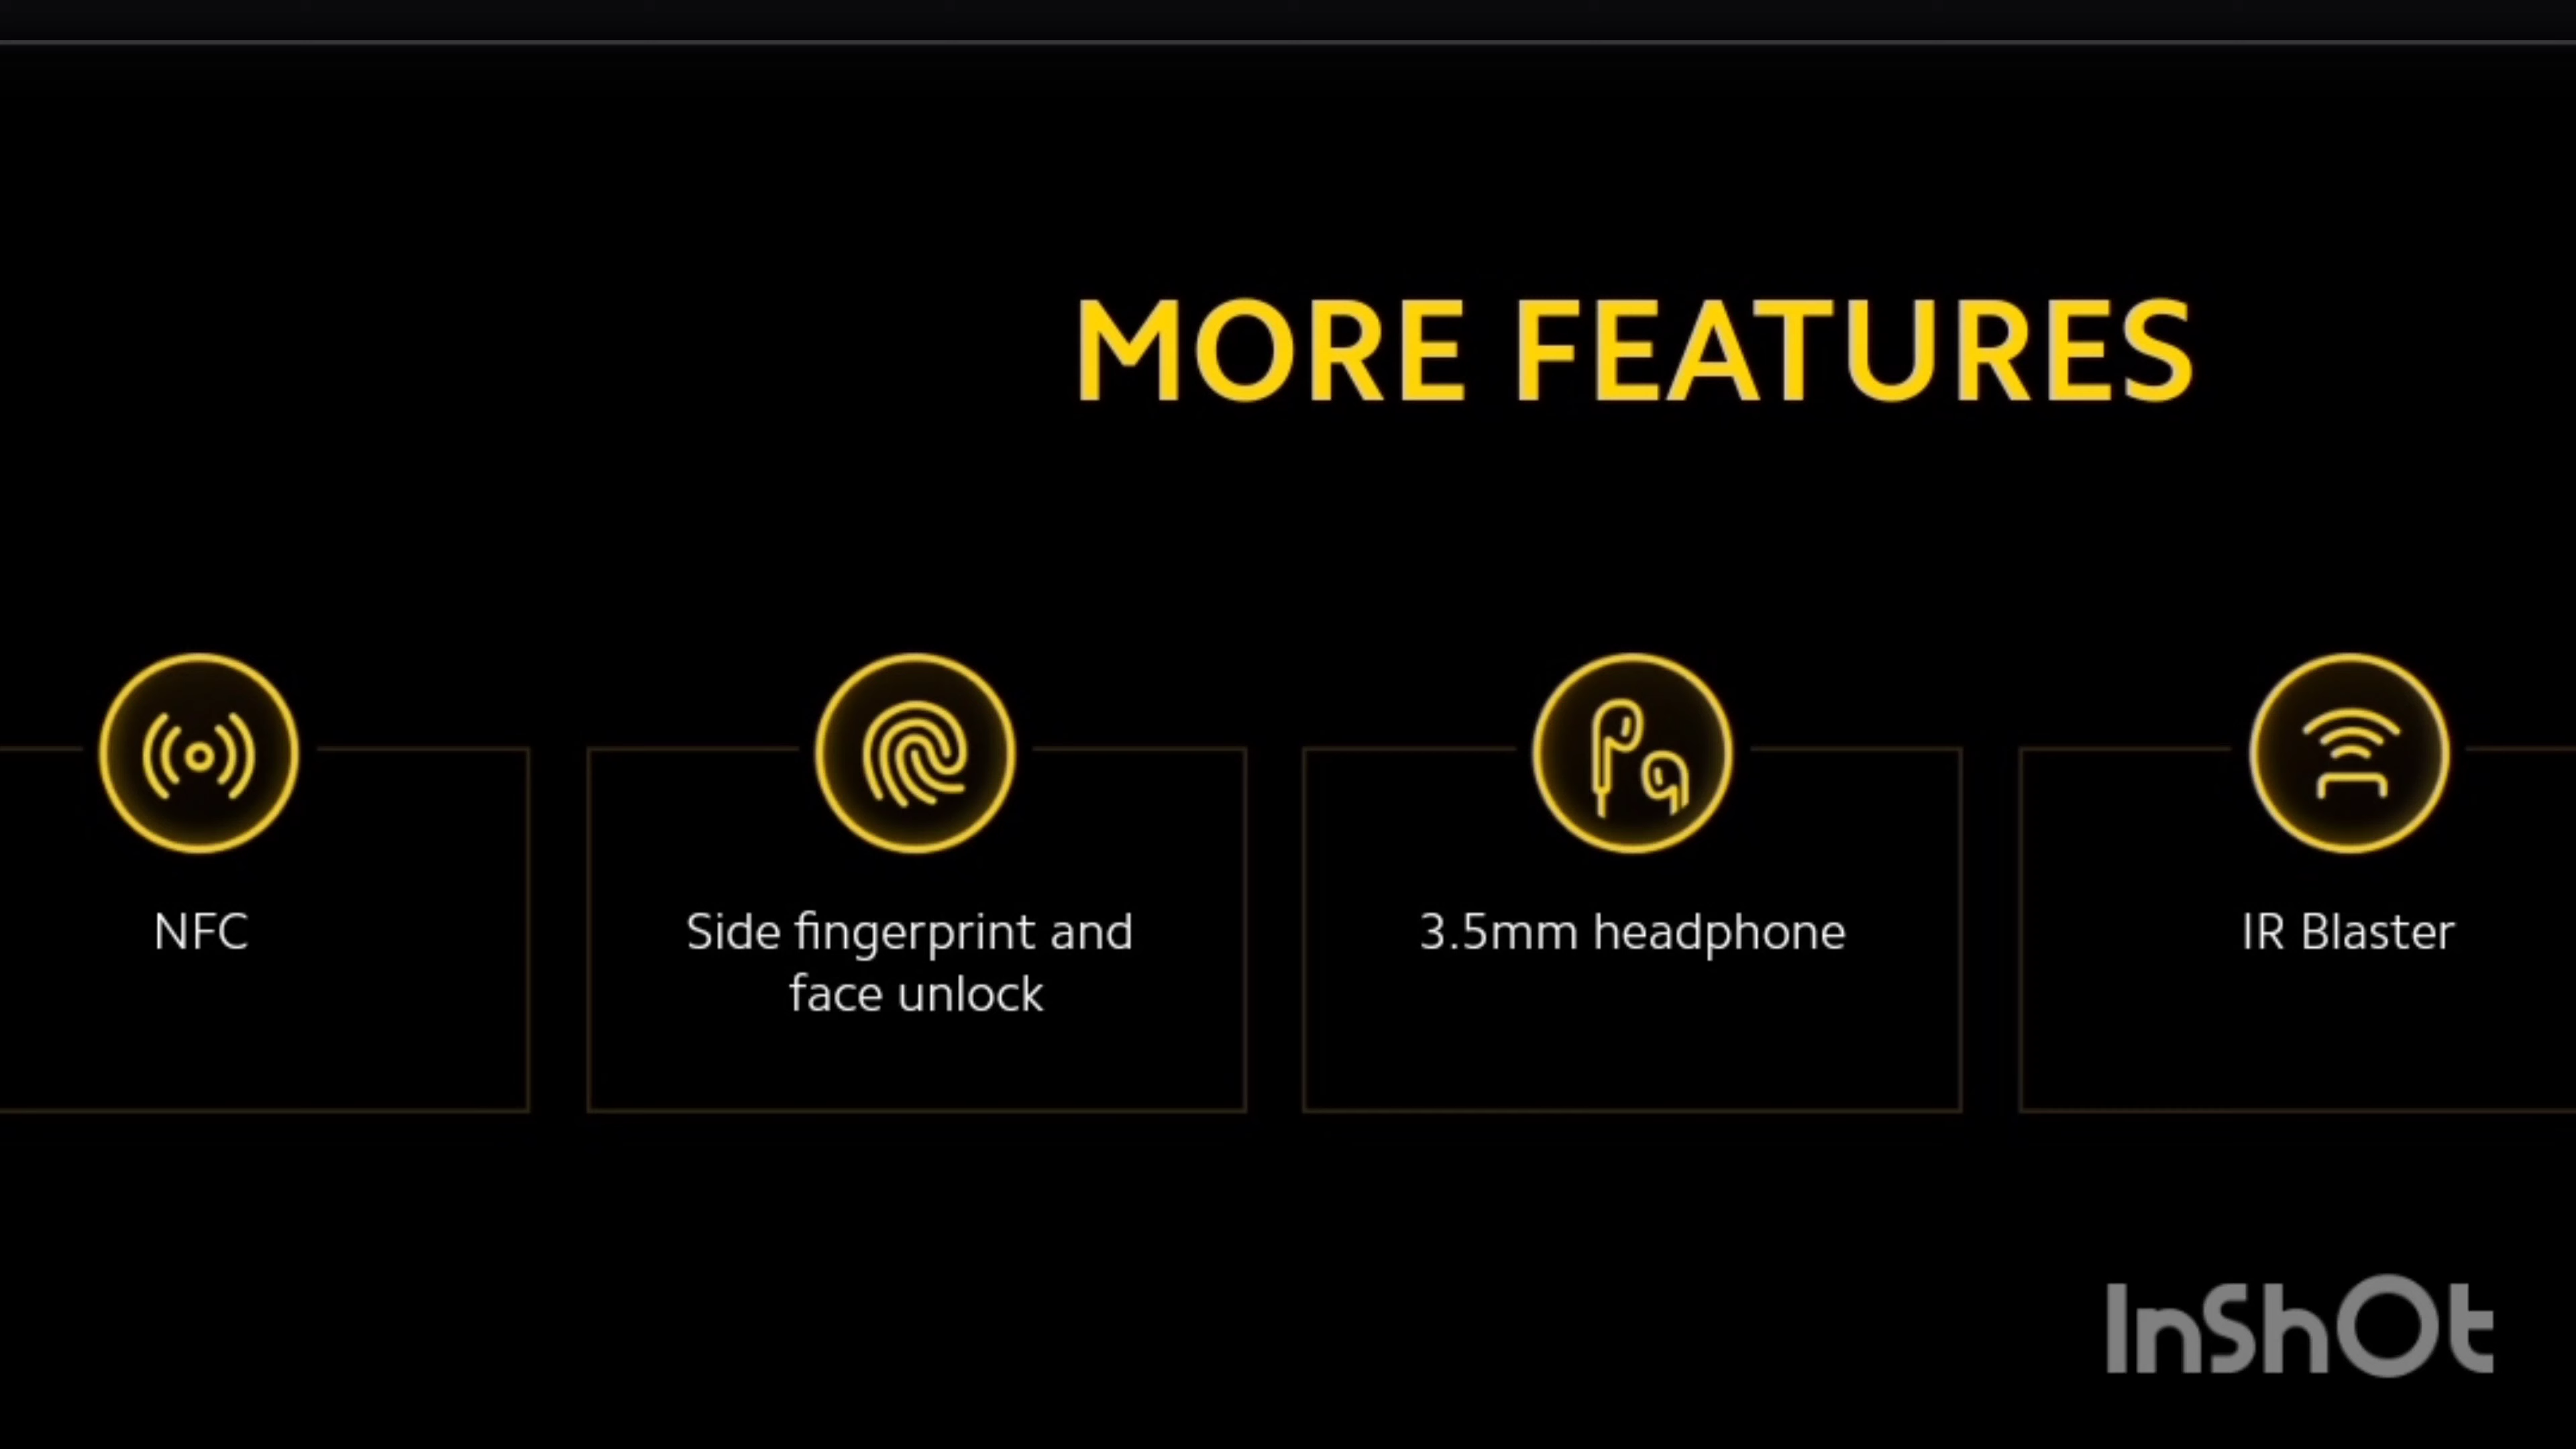 MORE FEATURES
NFC
Side fingerprint and
face unlock
3.5mm headphone
IR Blaster
InShOt